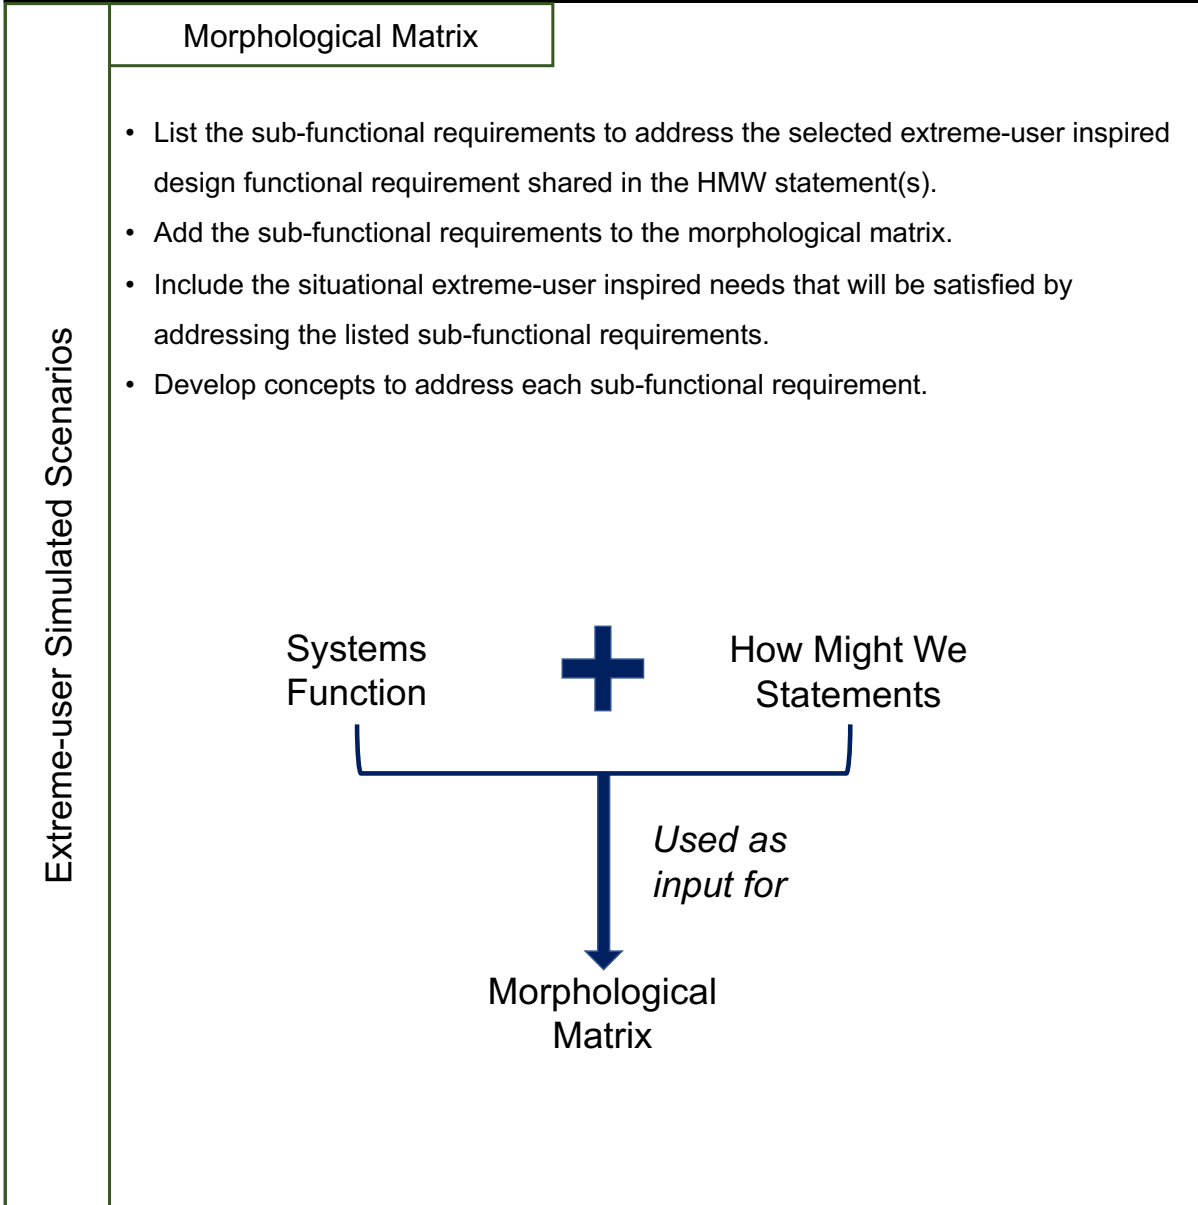 Morphological Matrix
• List the sub-functional requirements to address the selected extreme-user inspired
design functional requirement shared in the HMW statement(s).
• Add the sub-functional requirements to the morphological matrix.
• Include the situational extreme-user inspired needs that will be satisfied by
addressing the listed sub-functional requirements.
• Develop concepts to address each sub-functional requirement.
Extreme-user Simulated Scenarios
Systems
Function
How Might We
Statements
Used as
input for
Morphological
Matrix